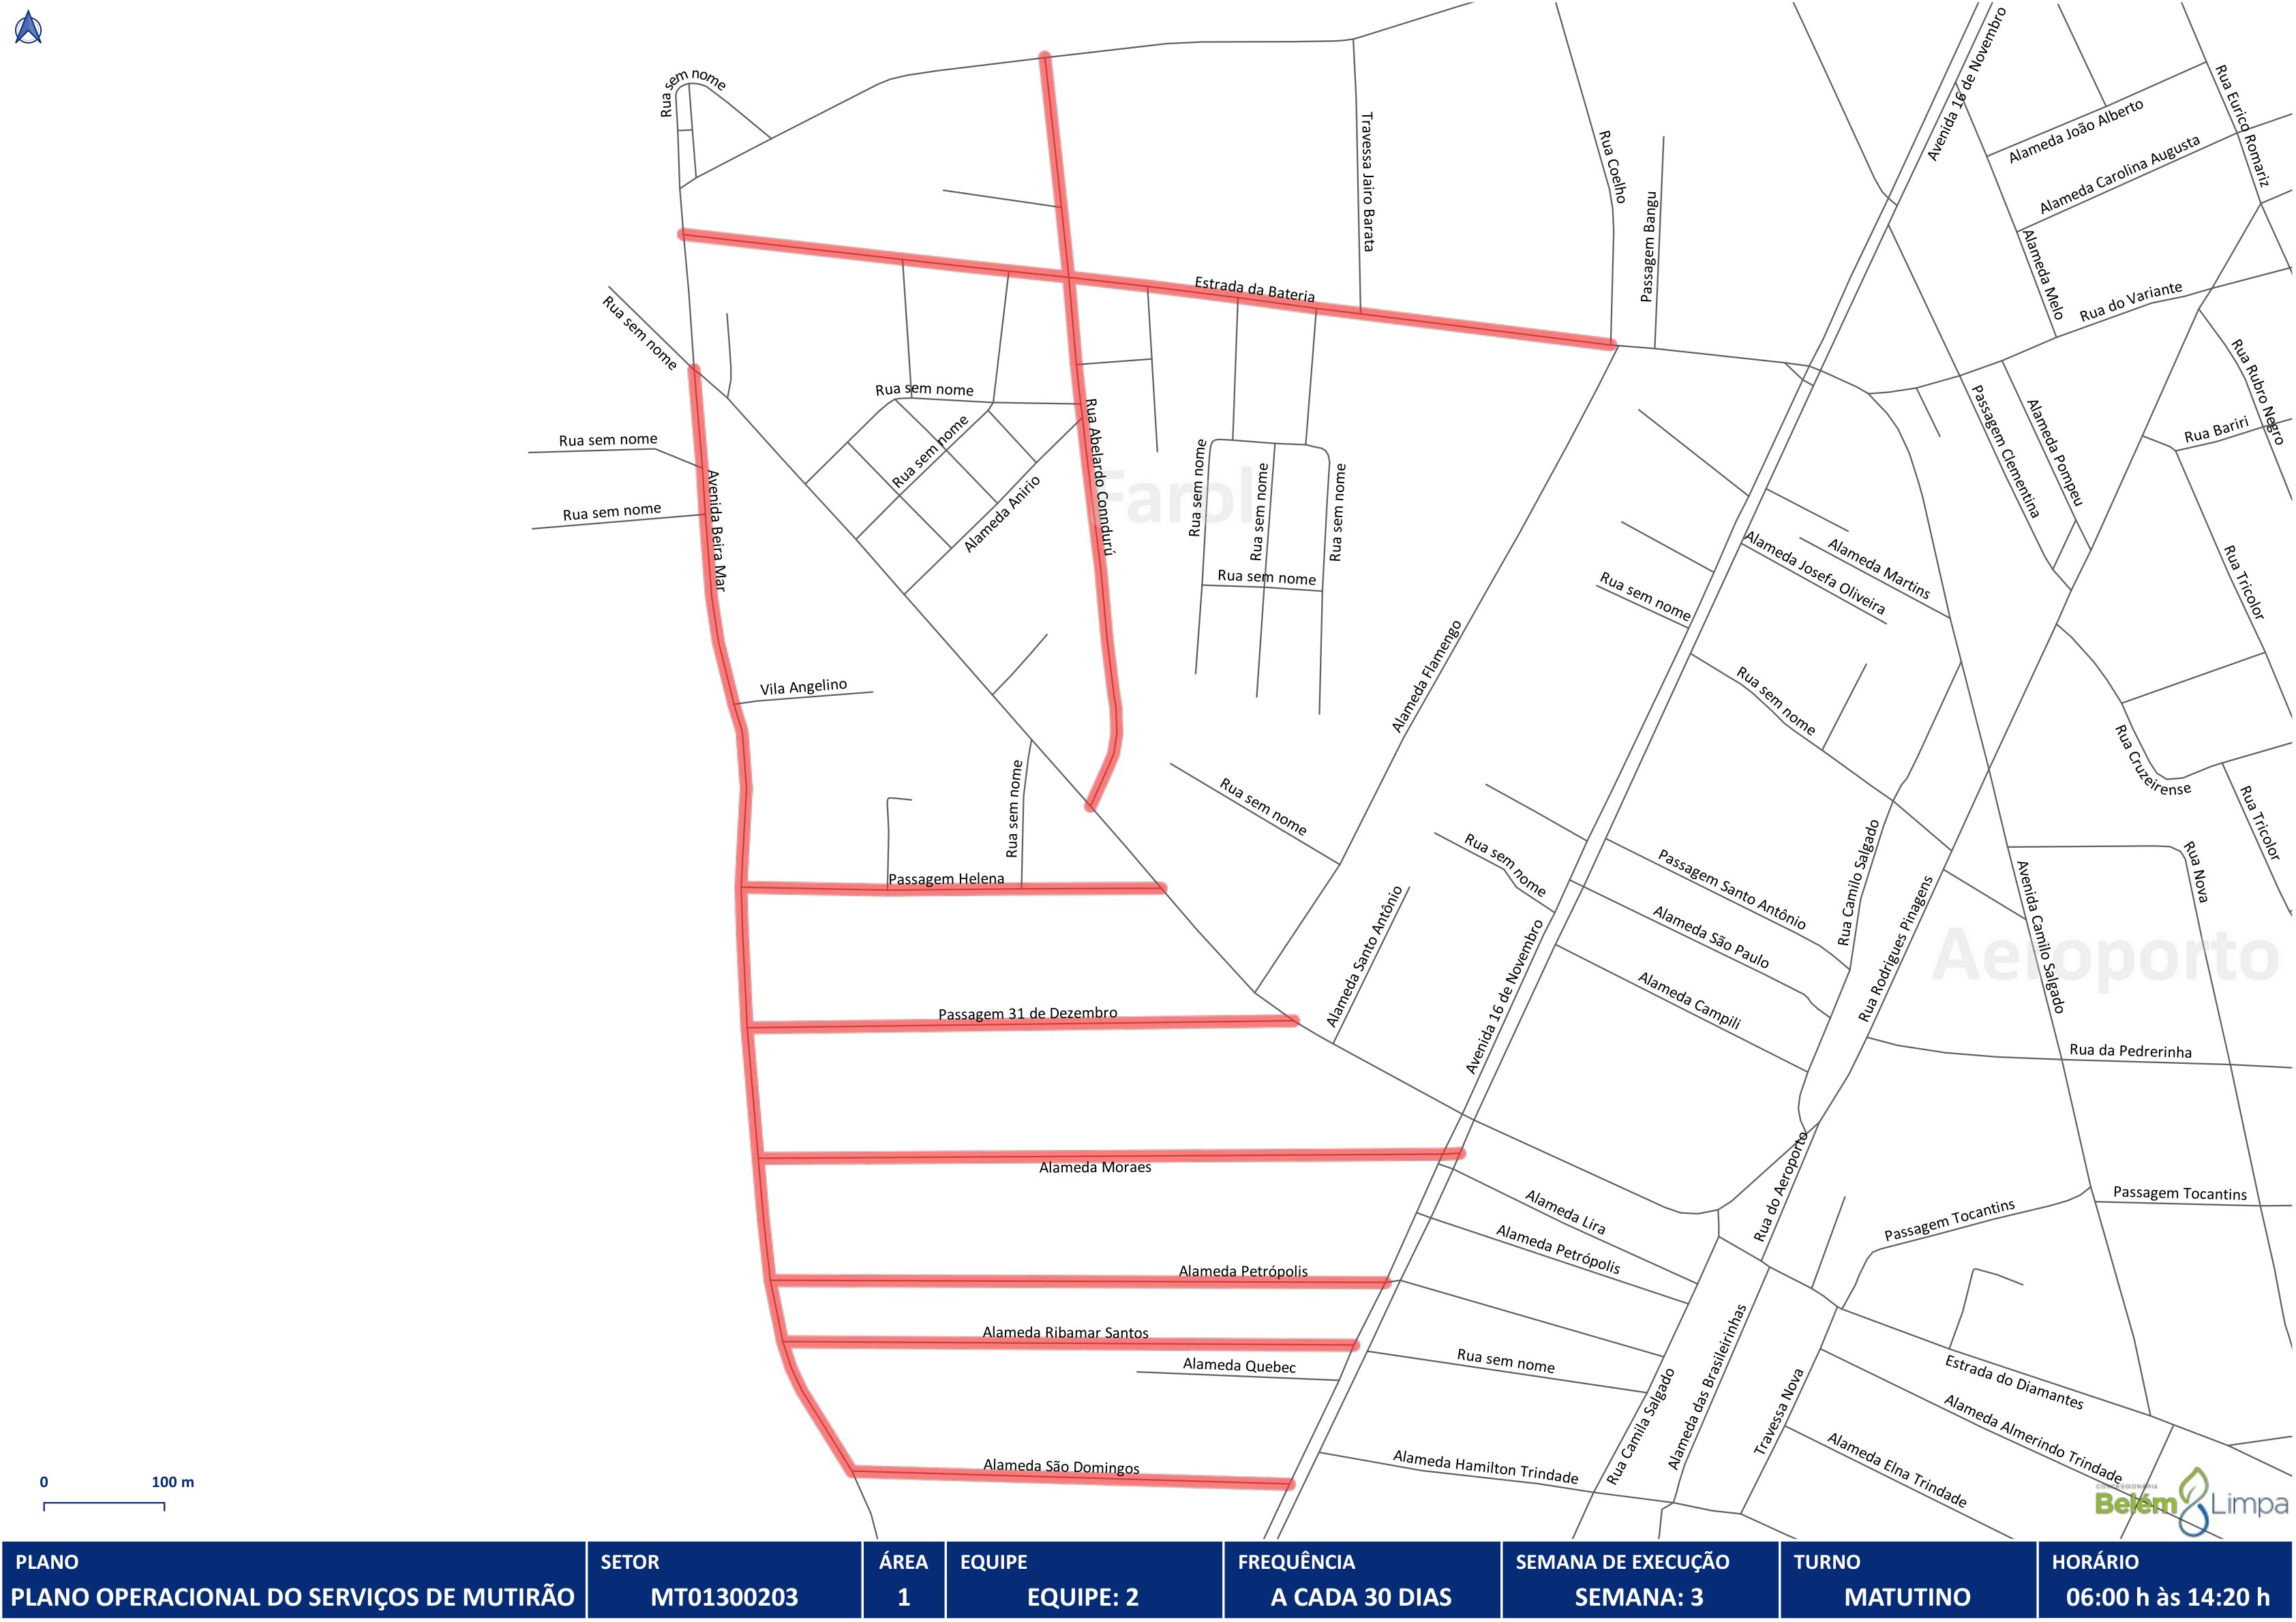 Rua sem nome
Avenida 16 de Novembro
Rua Eurico Romariz
Alameda João Alberto
Alameda Carolina Augusta
Travessa Jairo Barata
Rua Coelho
Passagem Bangu
Alameda Melo
Rua do Variante
Estrada da Bateria
Rua sem nome
Rua Rubro Negro
Rua Bariri
Rua sem nome
Rua sem nome
Rua sem nome
Rua sem nome
Alameda Anirio
Avenida Beira Mar
Rua Abelardo Conndurú
Farol
Rua sem nome
Rua sem nome
Rua sem nome
Rua sem nome
Passagem Clementina
Alameda Pompeu
Alameda Martins
Alameda Josefa Oliveira
Rua sem nome
Rua Tricolor
Alameda Flamengo
Vila Angelino
Rua sem nome
Rua Cruzeirense
Rua Tricolor
Rua sem nome
Rua sem nome
Rua sem nome
Passagem Santo Antônio
Rua Camilo Salgado
Rua Nova
Passagem Helena
Alameda Santo Antônio
Alameda São Paulo
Rua Rodrigues Pinagens
Avenida Camilo Salgado
Aeroporto
Avenida 16 de Novembro
Alameda Campili
Passagem 31 de Dezembro
Rua da Pedrerinha
Alameda Moraes
Rua do Aeroporto
Alameda Lira
Passagem Tocantins
Passagem Tocantins
Alameda Petrópolis
Alameda Petrópolis
Alameda Ribamar Santos
Alameda Quebec
Rua sem nome
Rua Camila Salgado
Alameda das Brasileirinhas
Travessa Nova
Estrada do Diamantes
Alameda Almerindo Trindade
Alameda Elna Trindade
Alameda São Domingos
Alameda Hamilton Trindade
0 100 m
CONCESSIONÁRIA
Belém Limpa
PLANO
PLANO OPERACIONAL DO SERVIÇOS DE MUTIRÃO
SETOR
MT01300203
ÁREA
1
EQUIPE
EQUIPE: 2
FREQUÊNCIA
A CADA 30 DIAS
SEMANA DE EXECUÇÃO
SEMANA: 3
TURNO
MATUTINO
HORÁRIO
06:00 h às 14:20 h